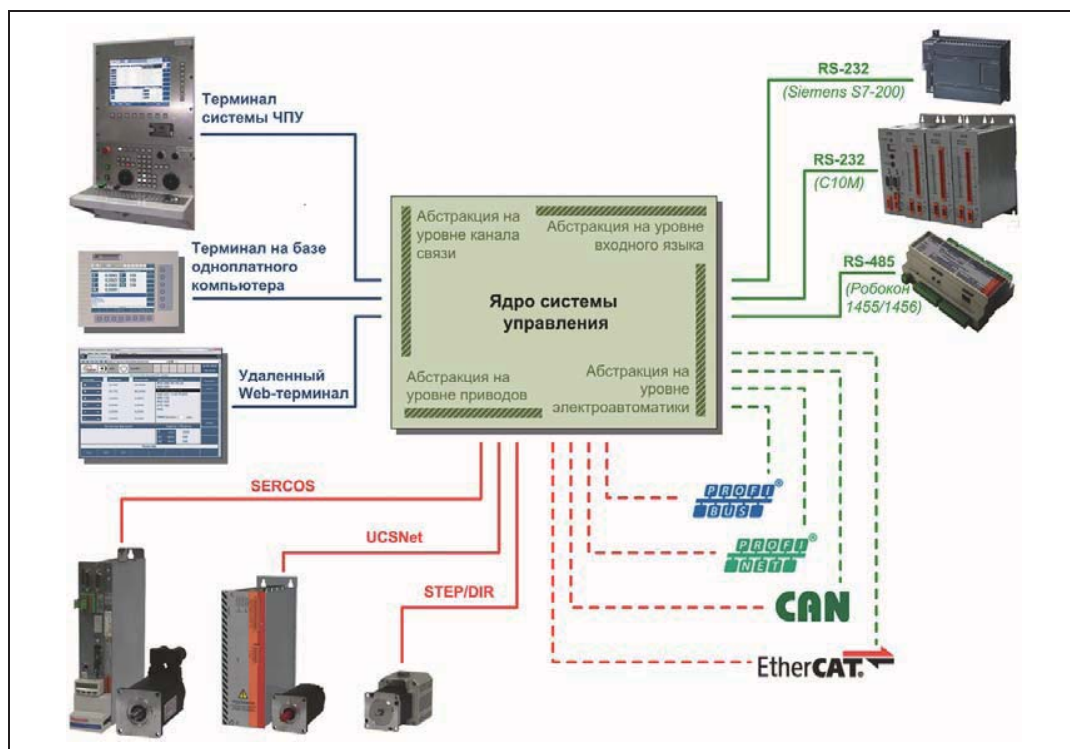 Терминал
системы ЧПУ
Терминал на базе
одноплатного
компьютера
Удаленный
Web-терминал
Абстракция на
уровне канала
связи
Абстракция на уровне
входного языка
Ядро системы
управления
Абстракция на
уровне приводов
Абстракция на
уровне
электроавтоматики
RS-232
(Siemens S7-200)
RS-232
(C10M)
RS-485
(Робокон
1455/1456)
SERCOS
UCSNet
STEP/DIR
PROFI
BUS
PROFI
NET
CAN
EtherCAT